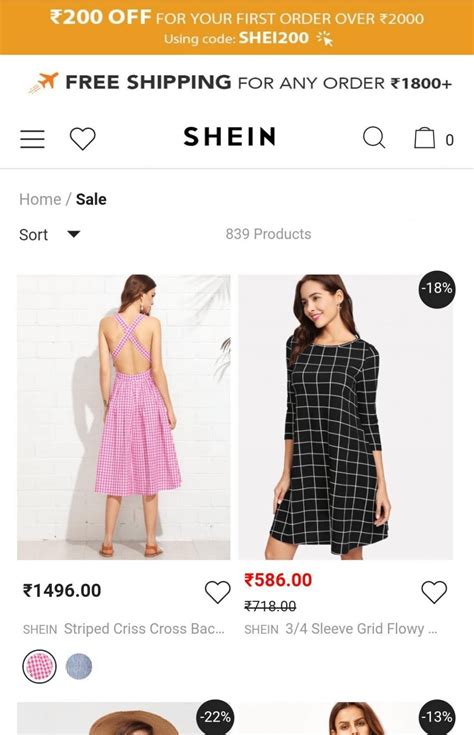 ₹200 OFF FOR YOUR FIRST ORDER OVER ₹2000
Using code: SHEI200
FREE SHIPPING FOR ANY ORDER ₹1800+
SHEIN
0
Home / Sale
Sort
839 Products
-18%
₹1496.00
₹586.00
₹718.00
SHEIN Striped Criss Cross Bac...
SHEIN 3/4 Sleeve Grid Flowy ...
-22%
-13%